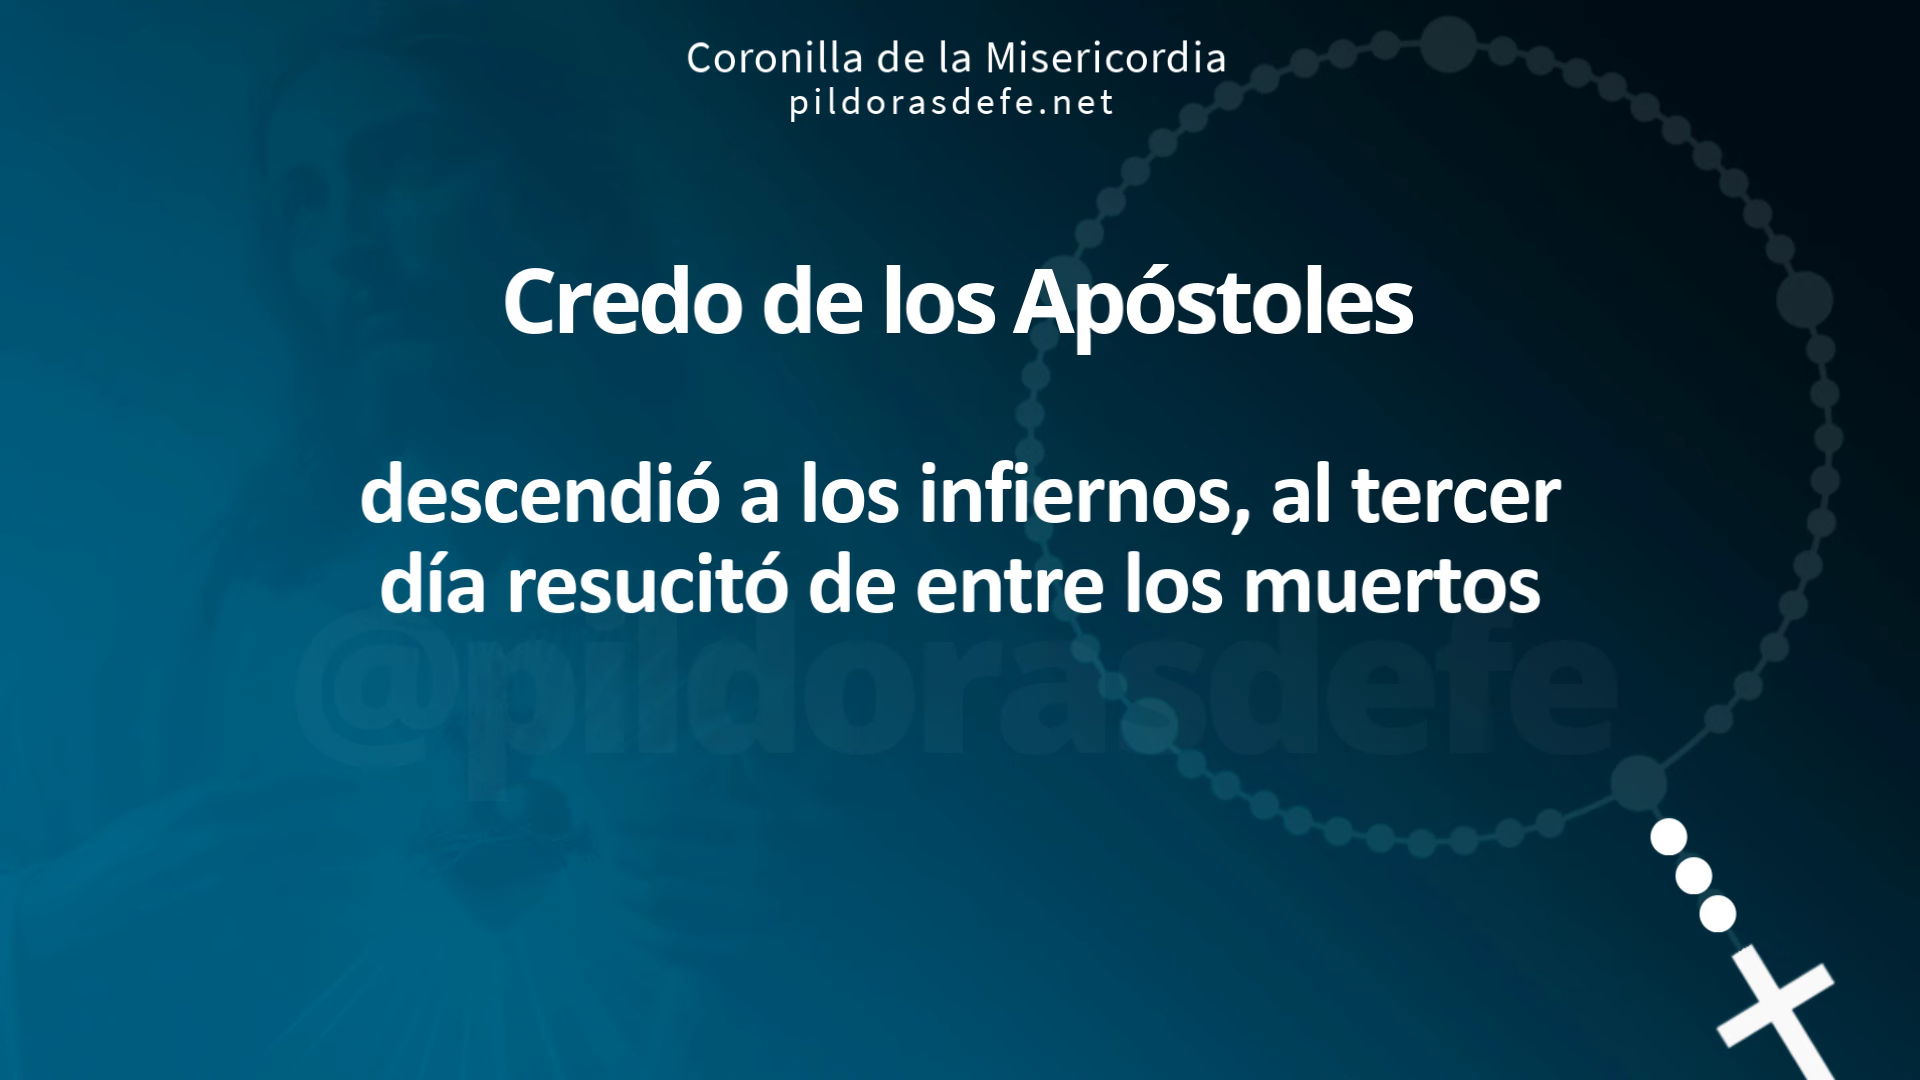 Coronilla de la Misericordia
pildorasdefe.net
Credo de los Apóstoles
descendió a los infiernos, al tercer
día resucitó de entre los muertos
@pildorasdefe